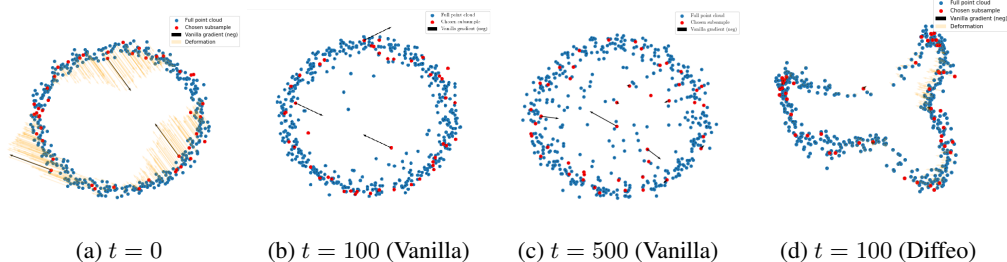 Full point cloud
Chosen subsample
Vanilla gradient (neg)
Deformation
Full point cloud
Chosen subsample
Vanilla gradient (neg)
Full point cloud
Chosen subsample
Vanilla gradient (neg)
Full point cloud
Chosen subsample
Vanilla gradient (neg)
Deformation
(a) t = 0
(b) t = 100 (Vanilla)
(c) t = 500 (Vanilla)
(d) t = 100 (Diffeo)